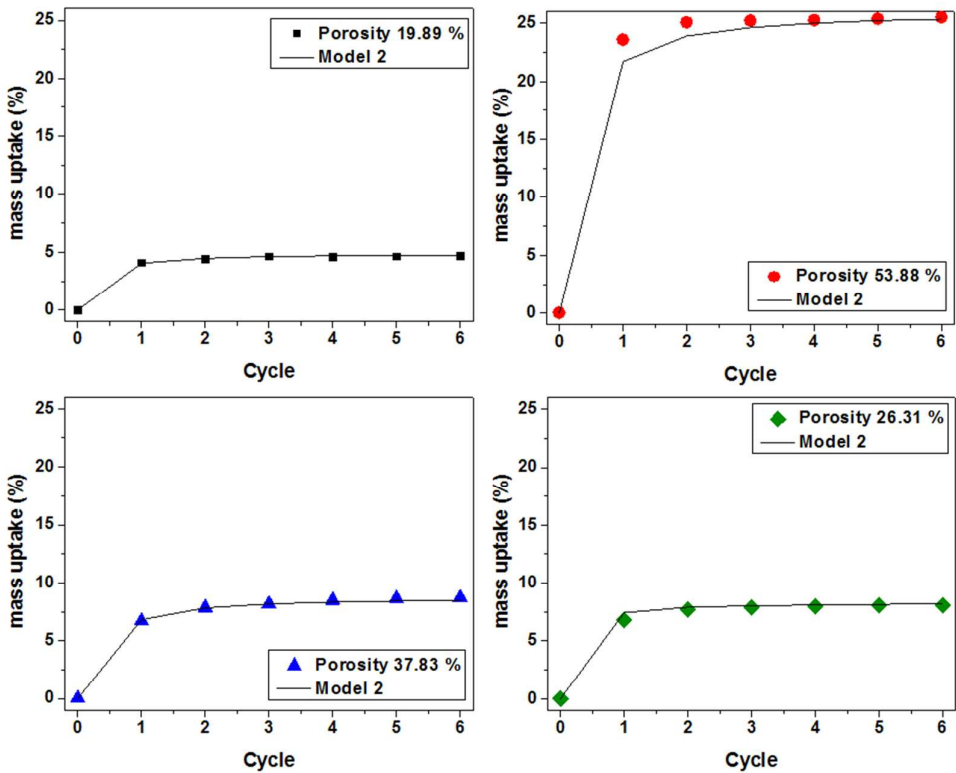 25
20
15
10
5
0
mass uptake (%)
Porosity 19.89 %
Model 2
0 1 2 3 4 5 6
Cycle
25
20
15
10
5
0
mass uptake (%)
Porosity 53.88 %
Model 2
0 1 2 3 4 5 6
Cycle
25
20
15
10
5
0
mass uptake (%)
Porosity 37.83 %
Model 2
0 1 2 3 4 5 6
Cycle
25
20
15
10
5
0
mass uptake (%)
Porosity 26.31 %
Model 2
0 1 2 3 4 5 6
Cycle